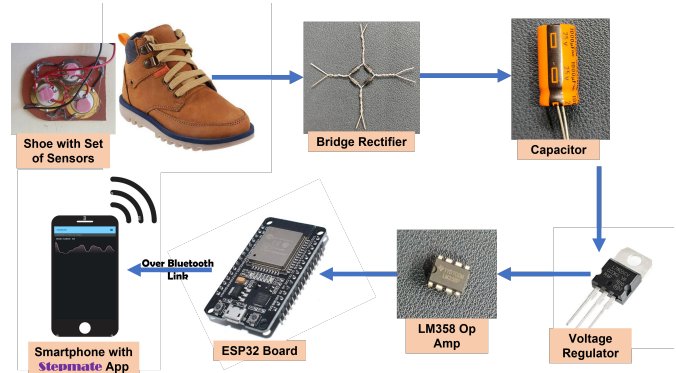 Shoe with Set
of Sensors
Bridge Rectifier
Capacitor
Voltage
Regulator
LM358 Op
Amp
ESP32 Board
Over Bluetooth
Link
Smartphone with
Stepmate App